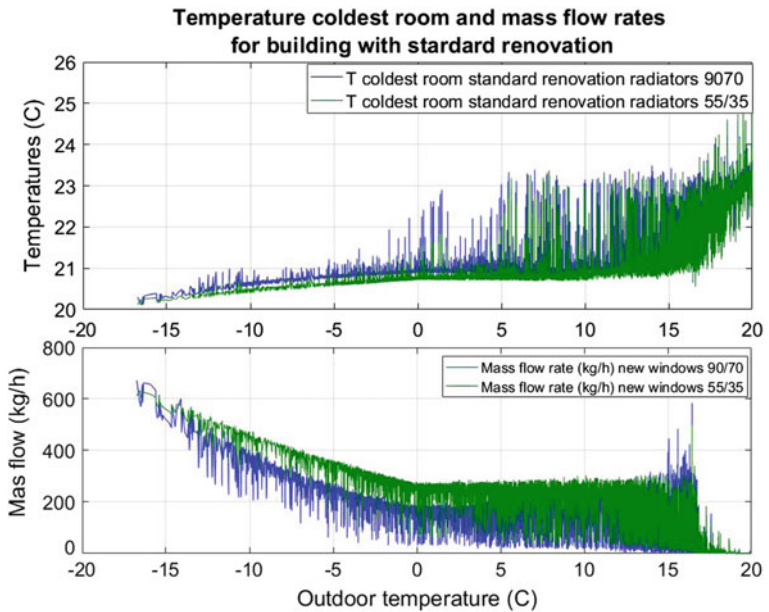 Temperature coldest room and mass flow rates
for building with stardard renovation
26
25
24
23
22
21
20
Temperatures (C)
T coldest room standard renovation radiators 9070
T coldest room standard renovation radiators 55/35
-20 -15 -10 -5 0 5 10 15 20
800
600
400
200
0
Mas flow (kg/h)
Mass flow rate (kg/h) new windows 90/70
Mass flow rate (kg/h) new windows 55/35
-20 -15 -10 -5 0 5 10 15 20
Outdoor temperature (C)